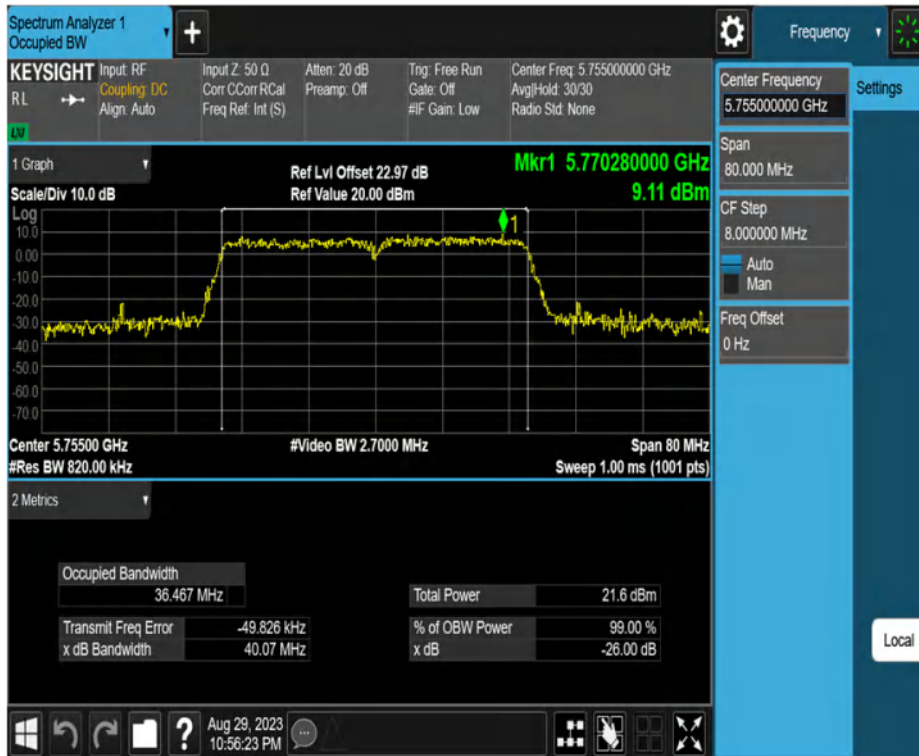 Spectrum Analyzer 1
Occupied BW
+
Frequency
KEYSIGHT
R L
LXI
Input: RF
Coupling: DC
Align: Auto
Input Z: 50 Ω
Corr CCorr RCal
Freq Ref: Int (S)
Atten: 20 dB
Preamp: Off
Trig: Free Run
Gate: Off
#IF Gain: Low
Center Freq: 5.755000000 GHz
Avg|Hold: 30/30
Radio Std: None
Center Frequency
5.755000000 GHz
Settings
Span
80.000 MHz
CF Step
8.000000 MHz
Auto
Man
Freq Offset
0 Hz
1 Graph
Scale/Div 10.0 dB
Ref Lvl Offset 22.97 dB
Ref Value 20.00 dBm
Mkr1 5.770280000 GHz
9.11 dBm
Log
10.0
0.00
-10.0
-20.0
-30.0
-40.0
-50.0
-60.0
-70.0
1
Center 5.75500 GHz
#Res BW 820.00 kHz
#Video BW 2.7000 MHz
Span 80 MHz
Sweep 1.00 ms (1001 pts)
2 Metrics
Occupied Bandwidth
36.467 MHz
Total Power 21.6 dBm
Transmit Freq Error -49.826 kHz
% of OBW Power 99.00 %
x dB Bandwidth 40.07 MHz
x dB -26.00 dB
Local
?
Aug 29, 2023
10:56:23 PM